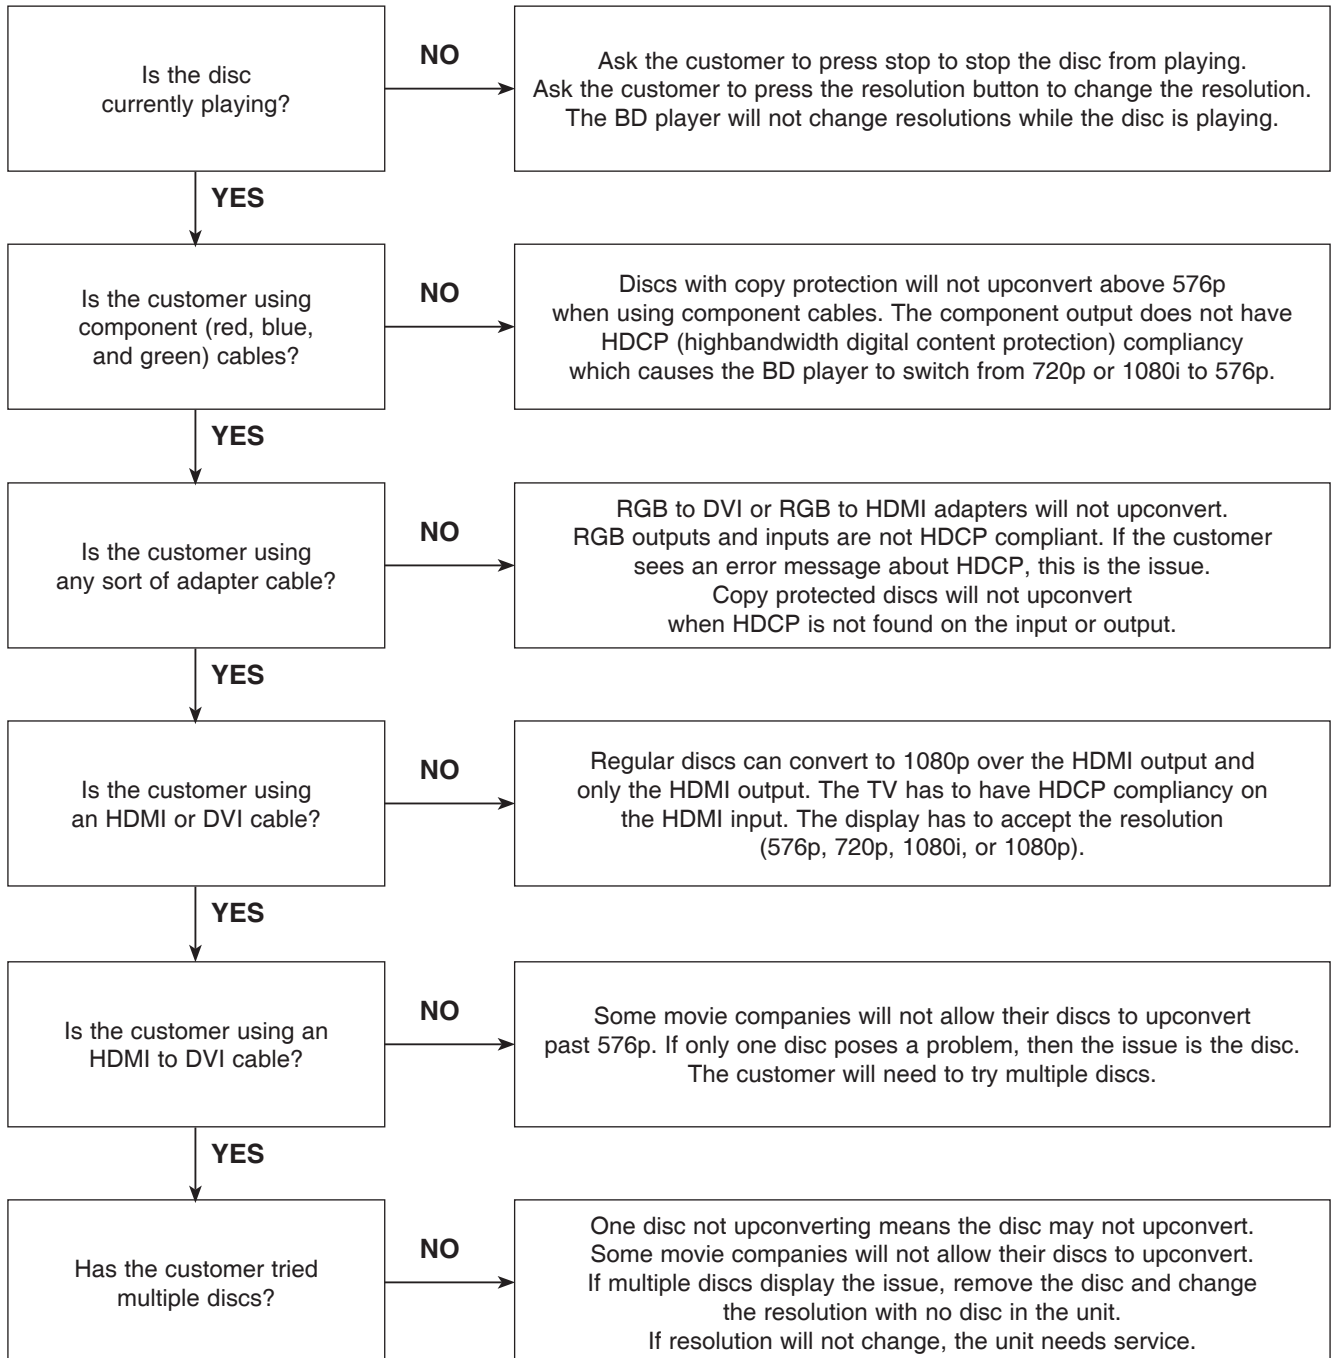 Is the disc
currently playing?
NO
Ask the customer to press stop to stop the disc from playing.
Ask the customer to press the resolution button to change the resolution.
The BD player will not change resolutions while the disc is playing.
YES
Is the customer using
component (red, blue,
and green) cables?
NO
Discs with copy protection will not upconvert above 576p
when using component cables. The component output does not have
HDCP (highbandwidth digital content protection) compliancy
which causes the BD player to switch from 720p or 1080i to 576p.
YES
Is the customer using
any sort of adapter cable?
NO
RGB to DVI or RGB to HDMI adapters will not upconvert.
RGB outputs and inputs are not HDCP compliant. If the customer
sees an error message about HDCP, this is the issue.
Copy protected discs will not upconvert
when HDCP is not found on the input or output.
YES
Is the customer using
an HDMI or DVI cable?
NO
Regular discs can convert to 1080p over the HDMI output and
only the HDMI output. The TV has to have HDCP compliancy on
the HDMI input. The display has to accept the resolution
(576p, 720p, 1080i, or 1080p).
YES
Is the customer using an
HDMI to DVI cable?
NO
Some movie companies will not allow their discs to upconvert
past 576p. If only one disc poses a problem, then the issue is the disc.
The customer will need to try multiple discs.
YES
Has the customer tried
multiple discs?
NO
One disc not upconverting means the disc may not upconvert.
Some movie companies will not allow their discs to upconvert.
If multiple discs display the issue, remove the disc and change
the resolution with no disc in the unit.
If resolution will not change, the unit needs service.